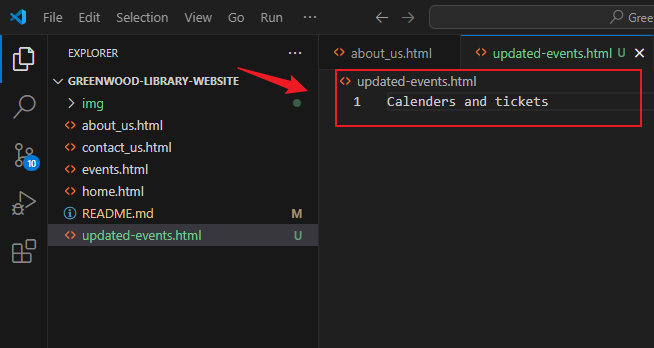 File Edit Selection View Go Run ··· Gree
EXPLORER ···
GREENWOOD-LIBRARY-WEBSITE
img
about_us.html
contact_us.html
events.html
home.html
README.md M
updated-events.html U
10
about_us.html updated-events.html U
updated-events.html
1 Calenders and tickets